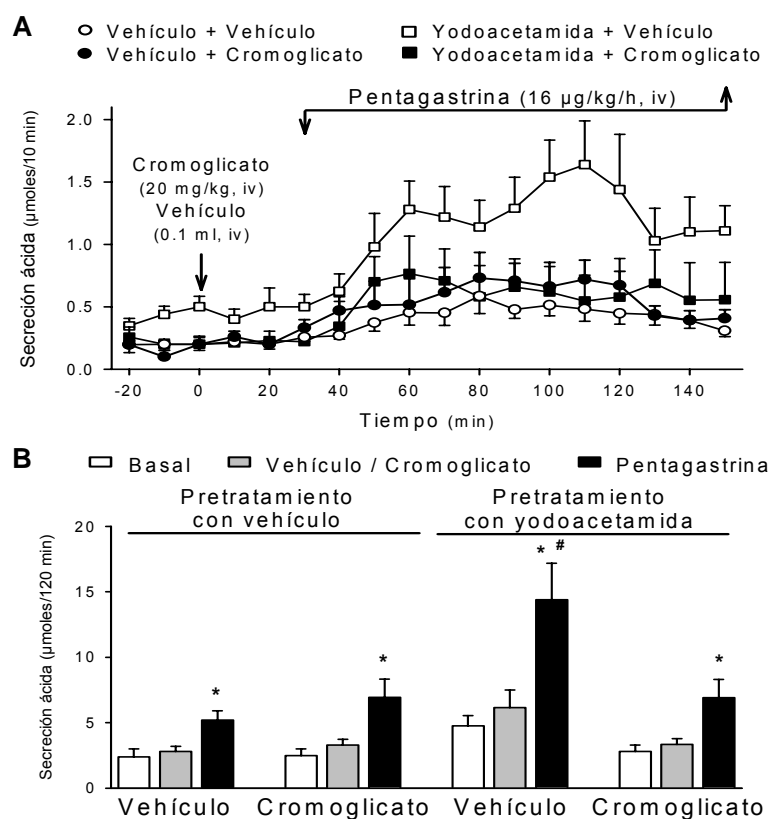 A
Vehículo + Vehículo
Yodoacetamida + Vehículo
Vehículo + Cromoglicato
Yodoacetamida + Cromoglicato
Pentagastrina (16 µg/kg/h, iv)
Secreción ácida (µmoles/10 min)
2.0
1.5
1.0
0.5
0.0
Cromoglicato
(20 mg/kg, iv)
Vehículo
(0.1 ml, iv)
-20 0 20 40 60 80 100 120 140
Tiempo (min)
B
Basal Vehículo / Cromoglicato Pentagastrina
Pretratamiento
con vehículo
Pretratamiento
con yodoacetamida
Secreción ácida (µmoles/120 min)
20
15
10
5
0
* * * # *
Vehículo Cromoglicato Vehículo Cromoglicato